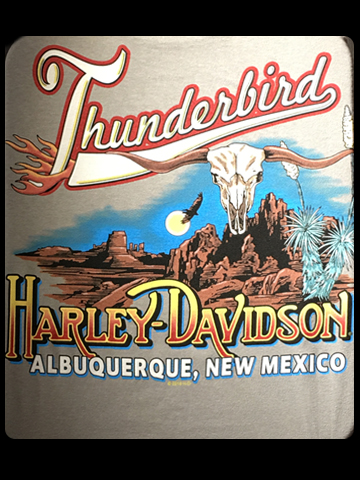 Thunderbird
HARLEY-DAVIDSON
ALBUQUERQUE, NEW MEXICO